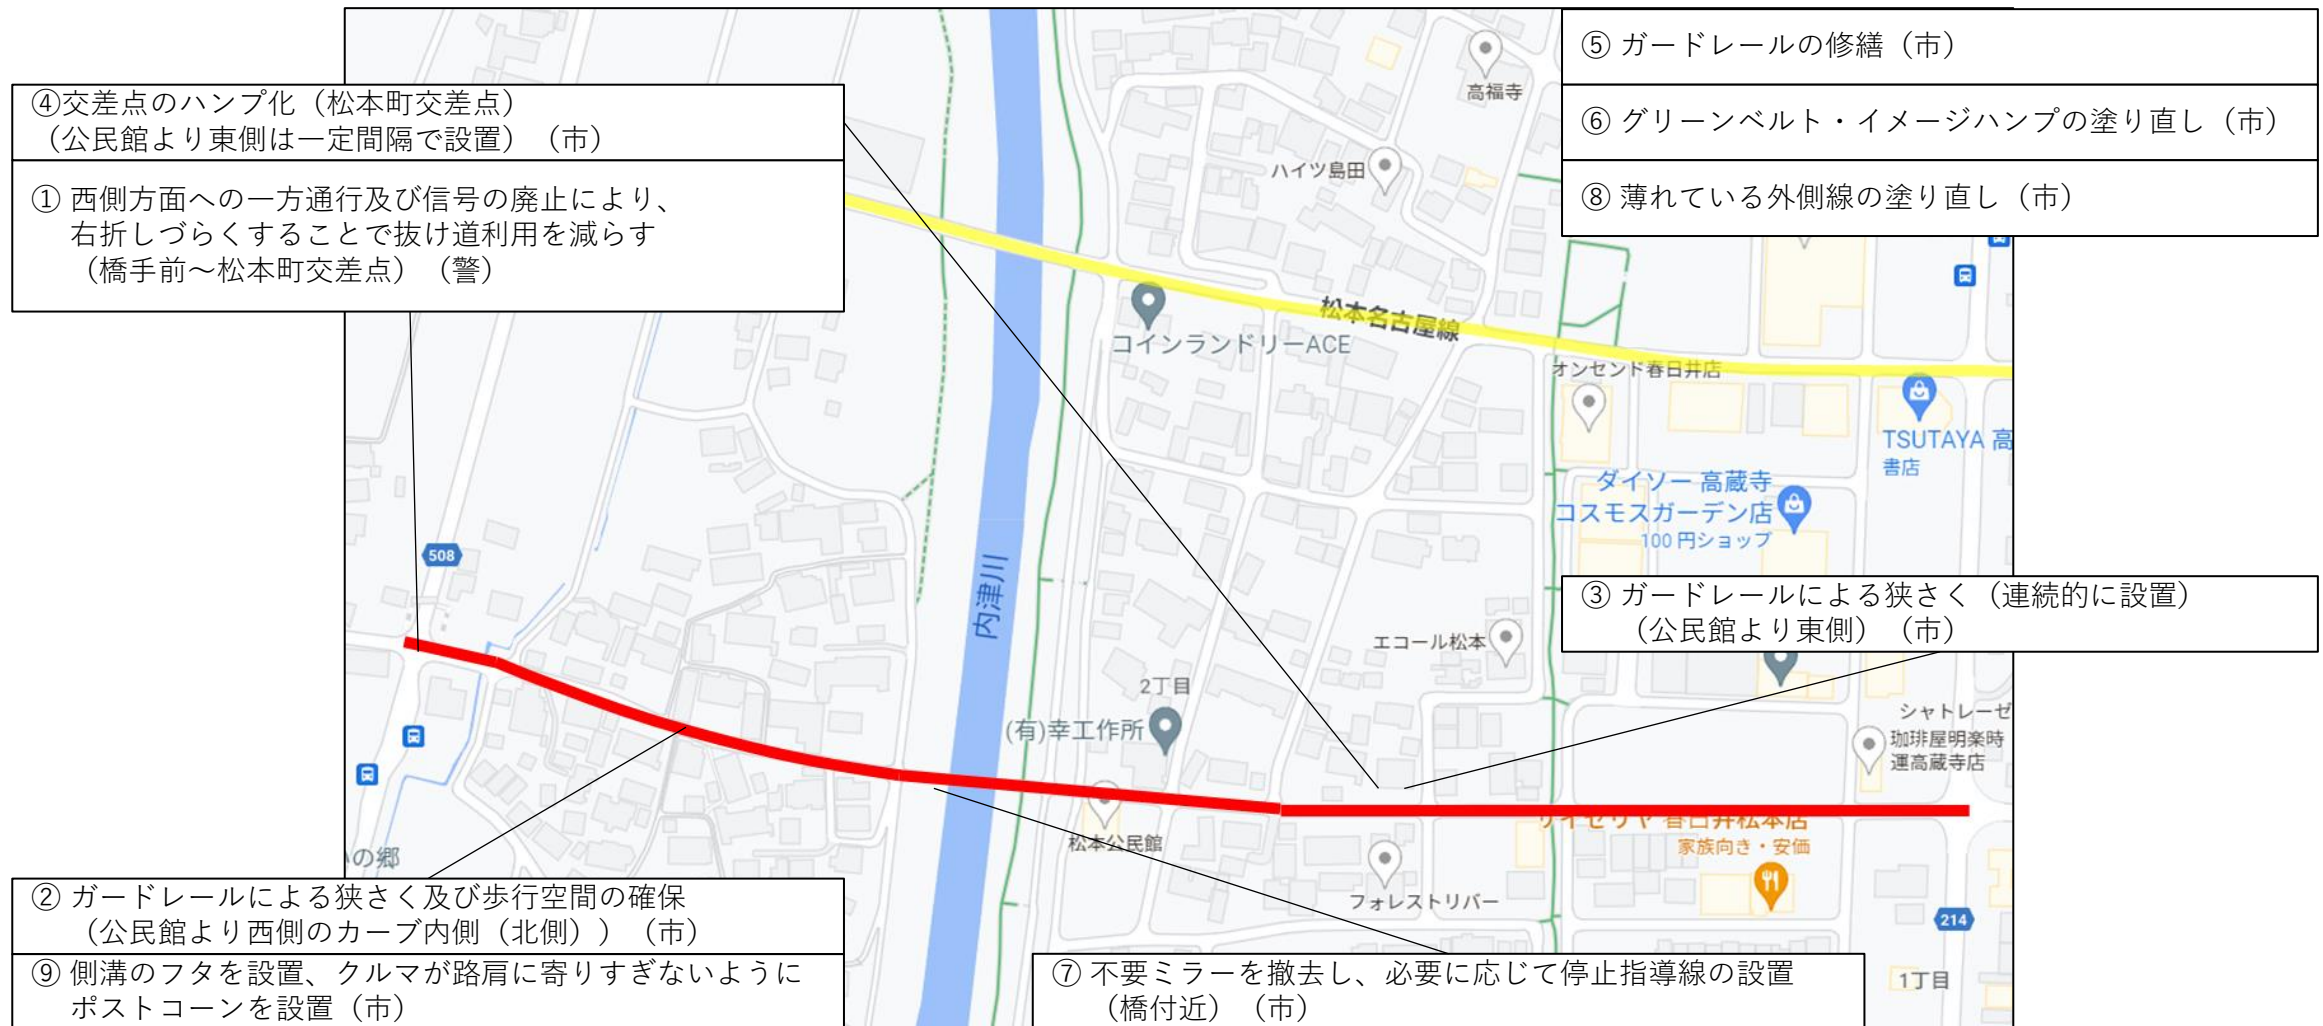 ④交差点のハンプ化（松本町交差点）
（公民館より東側は一定間隔で設置）（市）
① 西側方面への一方通行及び信号の廃止により、
右折しづらくすることで抜け道利用を減らす
（橋手前～松本町交差点）（警）
⑤ ガードレールの修繕（市）
⑥ グリーンベルト・イメージハンプの塗り直し（市）
⑧ 薄れている外側線の塗り直し（市）
高福寺
ハイツ島田
松本名古屋線
コインランドリーACE
オンセンド春日井店
TSUTAYA 高
書店
ダイソー 高蔵寺
コスモスガーデン店
100 円ショップ
508
内津川
③ ガードレールによる狭さく（連続的に設置）
（公民館より東側）（市）
エコール松本
2丁目
(有)幸工作所
シャトレーゼ
珈琲屋明楽時
運高蔵寺店
松本公民館
サイゼリヤ 春日井松本店
家族向き・安価
の郷
フォレストリバー
214
1丁目
② ガードレールによる狭さく及び歩行空間の確保
（公民館より西側のカーブ内側（北側））（市）
⑨ 側溝のフタを設置、クルマが路肩に寄りすぎないように
ポストコーンを設置（市）
⑦ 不要ミラーを撤去し、必要に応じて停止指導線の設置
（橋付近）（市）